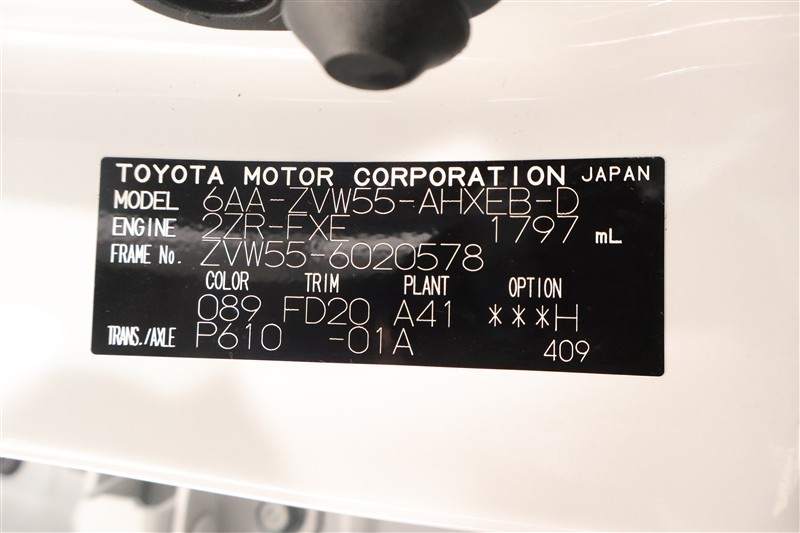 TOYOTA MOTOR CORPORATION JAPAN
MODEL 6AA-ZVW55-AHXEB-D
ENGINE 2ZR-FXE 1797 mL
FRAME No. ZVW55-6020578
COLOR TRIM PLANT OPTION
089 FD20 A41 ***H
TRANS./AXLE P610 -01A 409